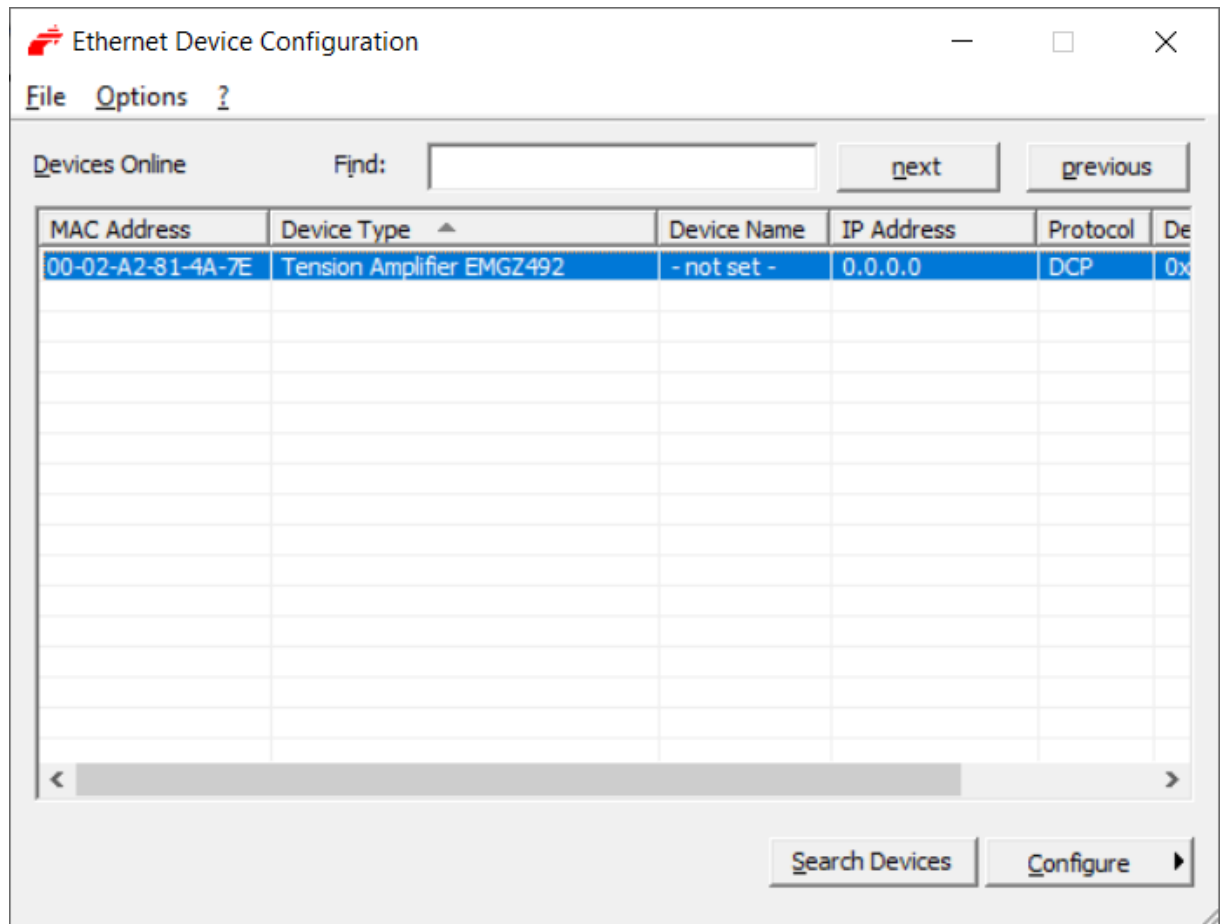 Ethernet Device Configuration
File Options ?
Devices Online Find: next previous
MAC Address Device Type Device Name IP Address Protocol De
00-02-A2-81-4A-7E Tension Amplifier EMGZ492 - not set - 0.0.0.0 DCP 0x
Search Devices Configure